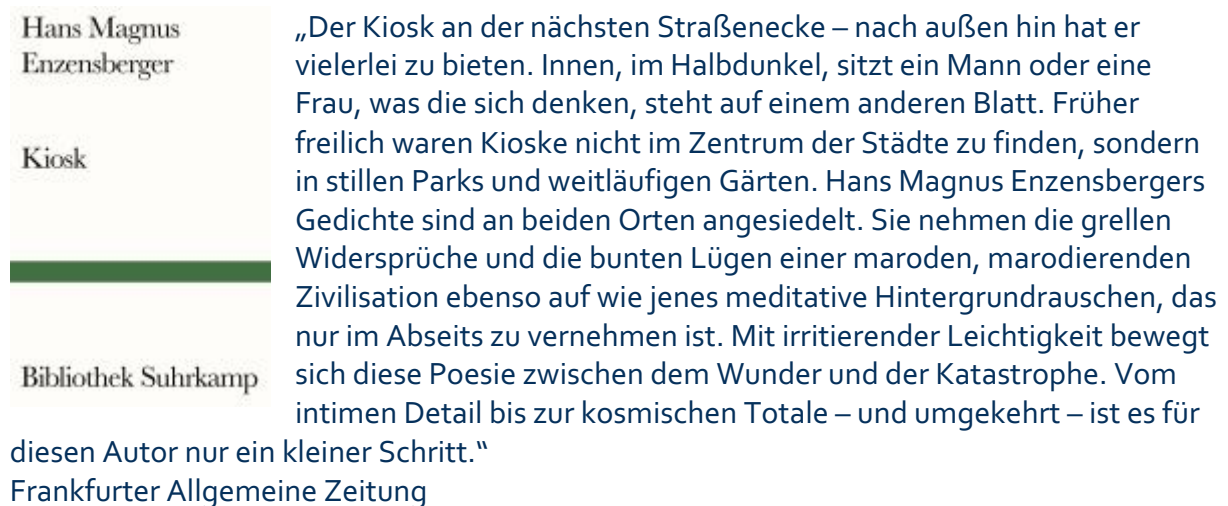 Hans Magnus
Enzensberger
Kiosk
Bibliothek Suhrkamp
„Der Kiosk an der nächsten Straßenecke – nach außen hin hat er
vielerlei zu bieten. Innen, im Halbdunkel, sitzt ein Mann oder eine
Frau, was die sich denken, steht auf einem anderen Blatt. Früher
freilich waren Kioske nicht im Zentrum der Städte zu finden, sondern
in stillen Parks und weitläufigen Gärten. Hans Magnus Enzensbergers
Gedichte sind an beiden Orten angesiedelt. Sie nehmen die grellen
Widersprüche und die bunten Lügen einer maroden, marodierenden
Zivilisation ebenso auf wie jenes meditative Hintergrundrauschen, das
nur im Abseits zu vernehmen ist. Mit irritierender Leichtigkeit bewegt
sich diese Poesie zwischen dem Wunder und der Katastrophe. Vom
intimen Detail bis zur kosmischen Totale – und umgekehrt – ist es für
diesen Autor nur ein kleiner Schritt.“
Frankfurter Allgemeine Zeitung